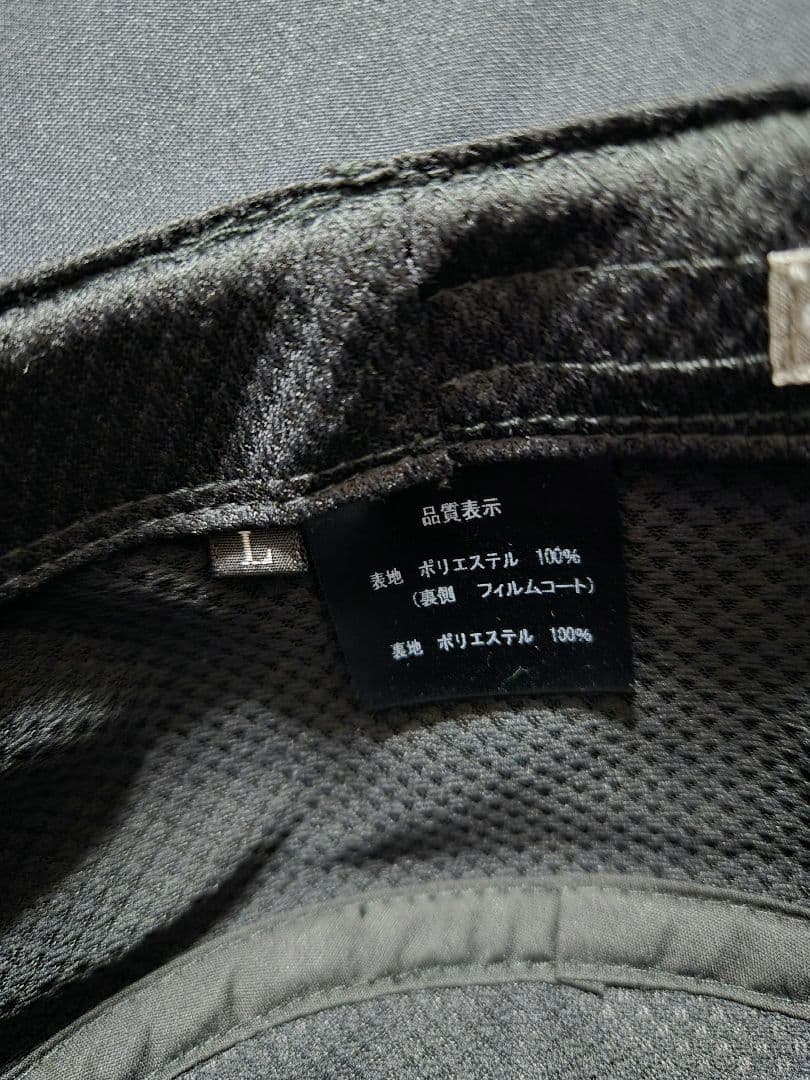 品質表示
L
表地 ポリエステル 100%
(裏側 フィルムコート)
裏地 ポリエステル 100%